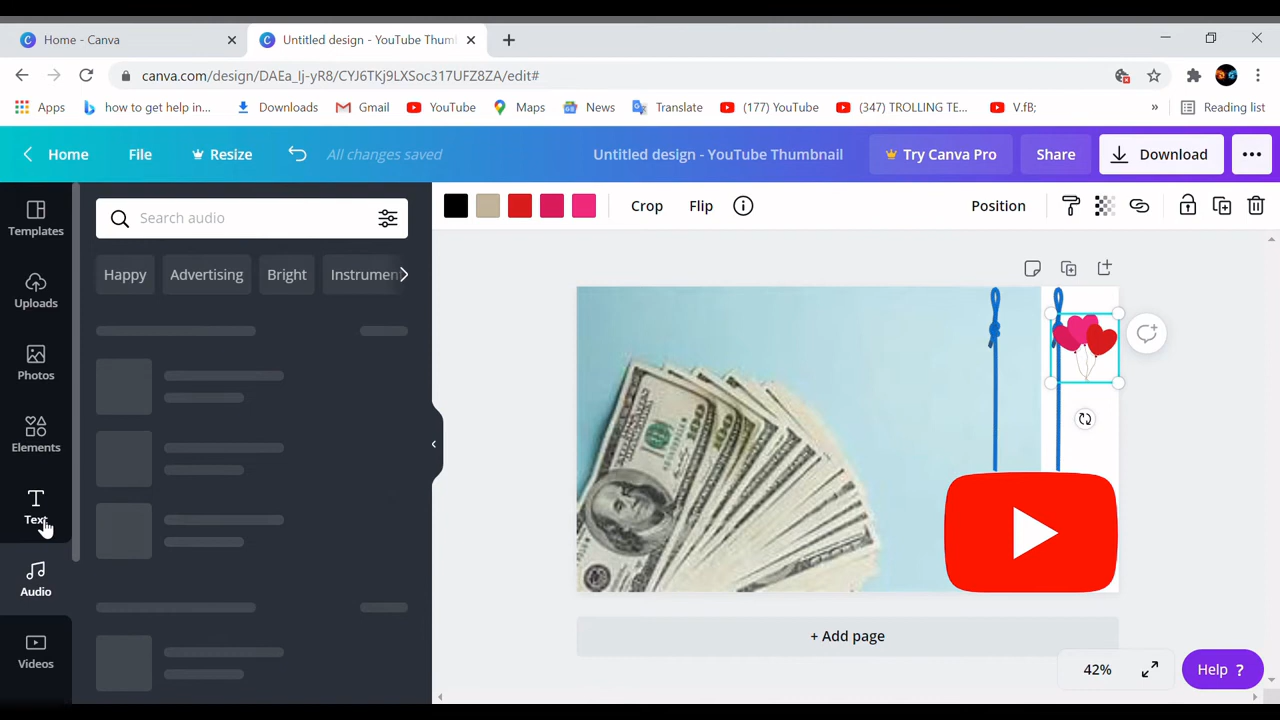 Home - Canva
Untitled design - YouTube Thumb
canva.com/design/DAEa_lj-yR8/CYJ6TKj9LXSoc317UFZ8ZA/edit#
Apps
how to get help in...
Downloads
Gmail
YouTube
Maps
News
Translate
(177) YouTube
(347) TROLLING TE...
V.fB;
»
Reading list
Home
File
Resize
All changes saved
Untitled design - YouTube Thumbnail
Try Canva Pro
Share
Download
Templates
Uploads
Photos
Elements
Text
Audio
Videos
Search audio
Happy
Advertising
Bright
Instrumen
Crop
Flip
Position
100
+ Add page
42%
Help ?